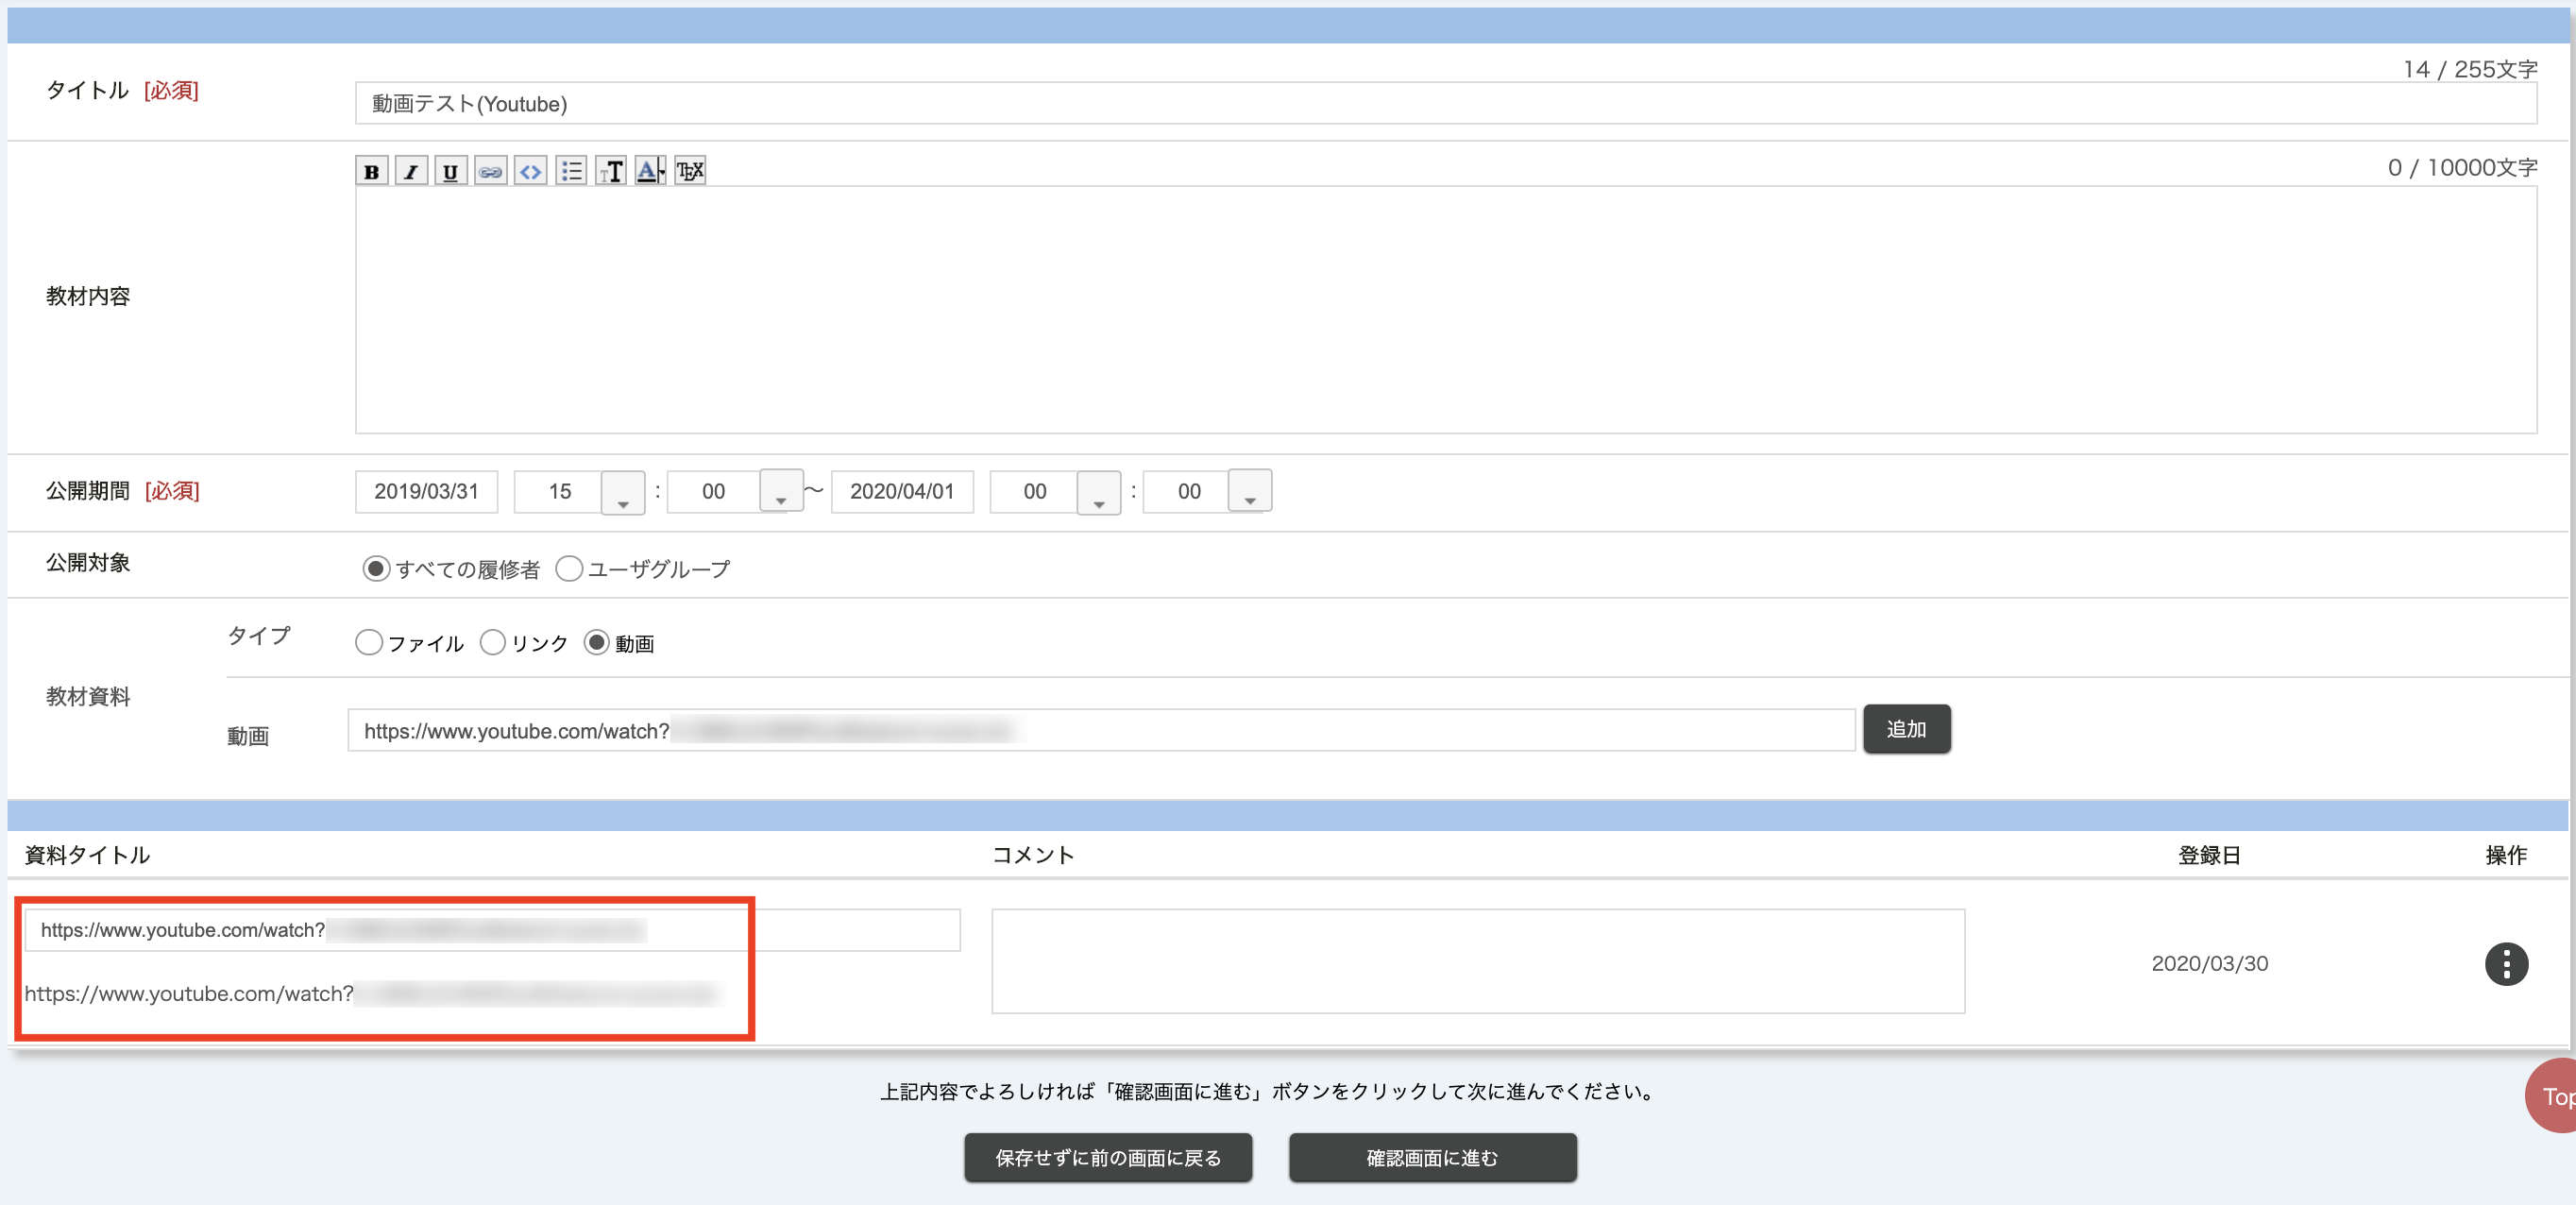 14 / 255文字
タイトル [必須]
動画テスト(Youtube)
B I U <> TT A TEX
0 / 10000文字
教材内容
公開期間 [必須] 2019/03/31 15 : 00 〜 2020/04/01 00 : 00
公開対象 すべての履修者 ユーザグループ
タイプ ファイル リンク 動画
教材資料
動画 https://www.youtube.com/watch? 追加
資料タイトル コメント 登録日 操作
https://www.youtube.com/watch?
2020/03/30
https://www.youtube.com/watch?
上記内容でよろしければ「確認画面に進む」ボタンをクリックして次に進んでください。
Top
保存せずに前の画面に戻る 確認画面に進む